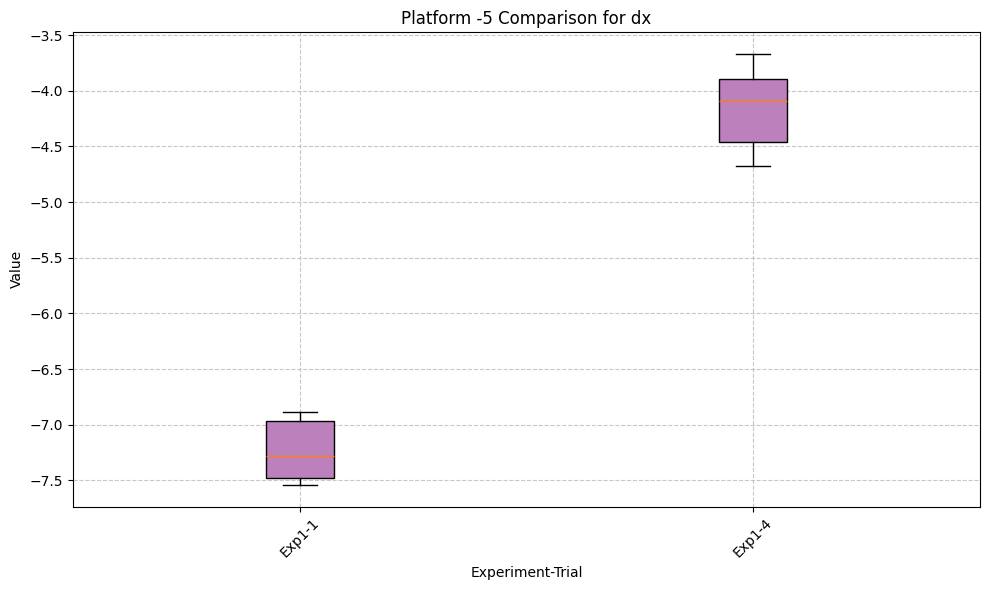 Platform -5 Comparison for dx
−3.5
−4.0
−4.5
−5.0
−5.5
−6.0
−6.5
−7.0
−7.5
Value
Exp1-1
Exp1-4
Experiment-Trial